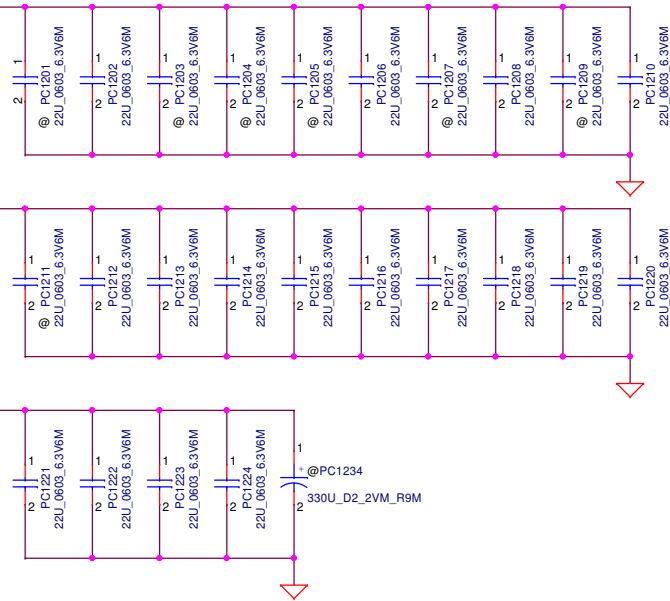 1
2
@
PC1201
22U_0603_6.3V6M
1
2
PC1202
22U_0603_6.3V6M
1
2
@
PC1203
22U_0603_6.3V6M
1
2
@
PC1204
22U_0603_6.3V6M
1
2
@
PC1205
22U_0603_6.3V6M
1
2
PC1206
22U_0603_6.3V6M
1
2
@
PC1207
22U_0603_6.3V6M
1
2
PC1208
22U_0603_6.3V6M
1
2
@
PC1209
22U_0603_6.3V6M
1
2
PC1210
22U_0603_6.3V6M
1
2
@
PC1211
22U_0603_6.3V6M
1
2
PC1212
22U_0603_6.3V6M
1
2
PC1213
22U_0603_6.3V6M
1
2
PC1214
22U_0603_6.3V6M
1
2
PC1215
22U_0603_6.3V6M
1
2
PC1216
22U_0603_6.3V6M
1
2
PC1217
22U_0603_6.3V6M
1
2
PC1218
22U_0603_6.3V6M
1
2
PC1219
22U_0603_6.3V6M
1
2
PC1220
22U_0603_6.3V6M
1
2
PC1221
22U_0603_6.3V6M
1
2
PC1222
22U_0603_6.3V6M
1
2
PC1223
22U_0603_6.3V6M
1
2
PC1224
22U_0603_6.3V6M
1
+
@PC1234
2
330U_D2_2VM_R9M